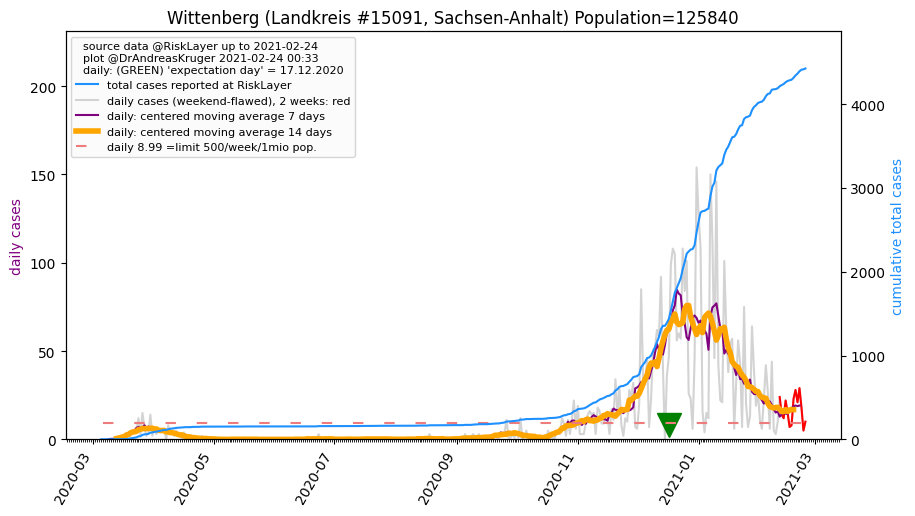 Wittenberg (Landkreis #15091, Sachsen-Anhalt) Population=125840
source data @RiskLayer up to 2021-02-24
plot @DrAndreasKruger 2021-02-24 00:33
daily: (GREEN) 'expectation day' = 17.12.2020
total cases reported at RiskLayer
daily cases (weekend-flawed), 2 weeks: red
daily: centered moving average 7 days
daily: centered moving average 14 days
daily 8.99 =limit 500/week/1mio pop.
daily cases
200
150
100
50
0
cumulative total cases
4000
3000
2000
1000
0
2020-03
2020-05
2020-07
2020-09
2020-11
2021-01
2021-03